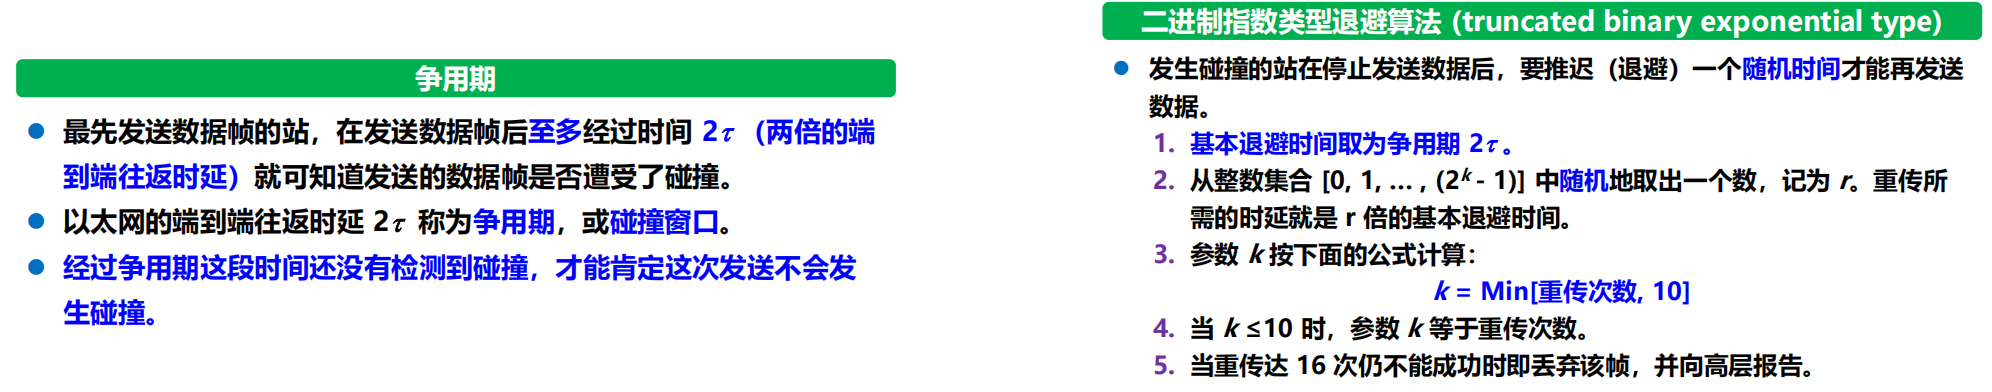 争用期
最先发送数据帧的站，在发送数据帧后至多经过时间 2τ（两倍的端
到端往返时延）就可知道发送的数据帧是否遭受了碰撞。
以太网的端到端往返时延 2τ 称为争用期，或碰撞窗口。
经过争用期这段时间还没有检测到碰撞，才能肯定这次发送不会发
生碰撞。
二进制指数类型退避算法 (truncated binary exponential type)
发生碰撞的站在停止发送数据后，要推迟（退避）一个随机时间才能再发送
数据。
1. 基本退避时间取为争用期 2τ。
2. 从整数集合 [0, 1, … , (2ᵏ - 1)] 中随机地取出一个数，记为 r。重传所
需的时延就是 r 倍的基本退避时间。
3. 参数 k 按下面的公式计算：
k = Min[重传次数, 10]
4. 当 k ≤10 时，参数 k 等于重传次数。
5. 当重传达 16 次仍不能成功时即丢弃该帧，并向高层报告。